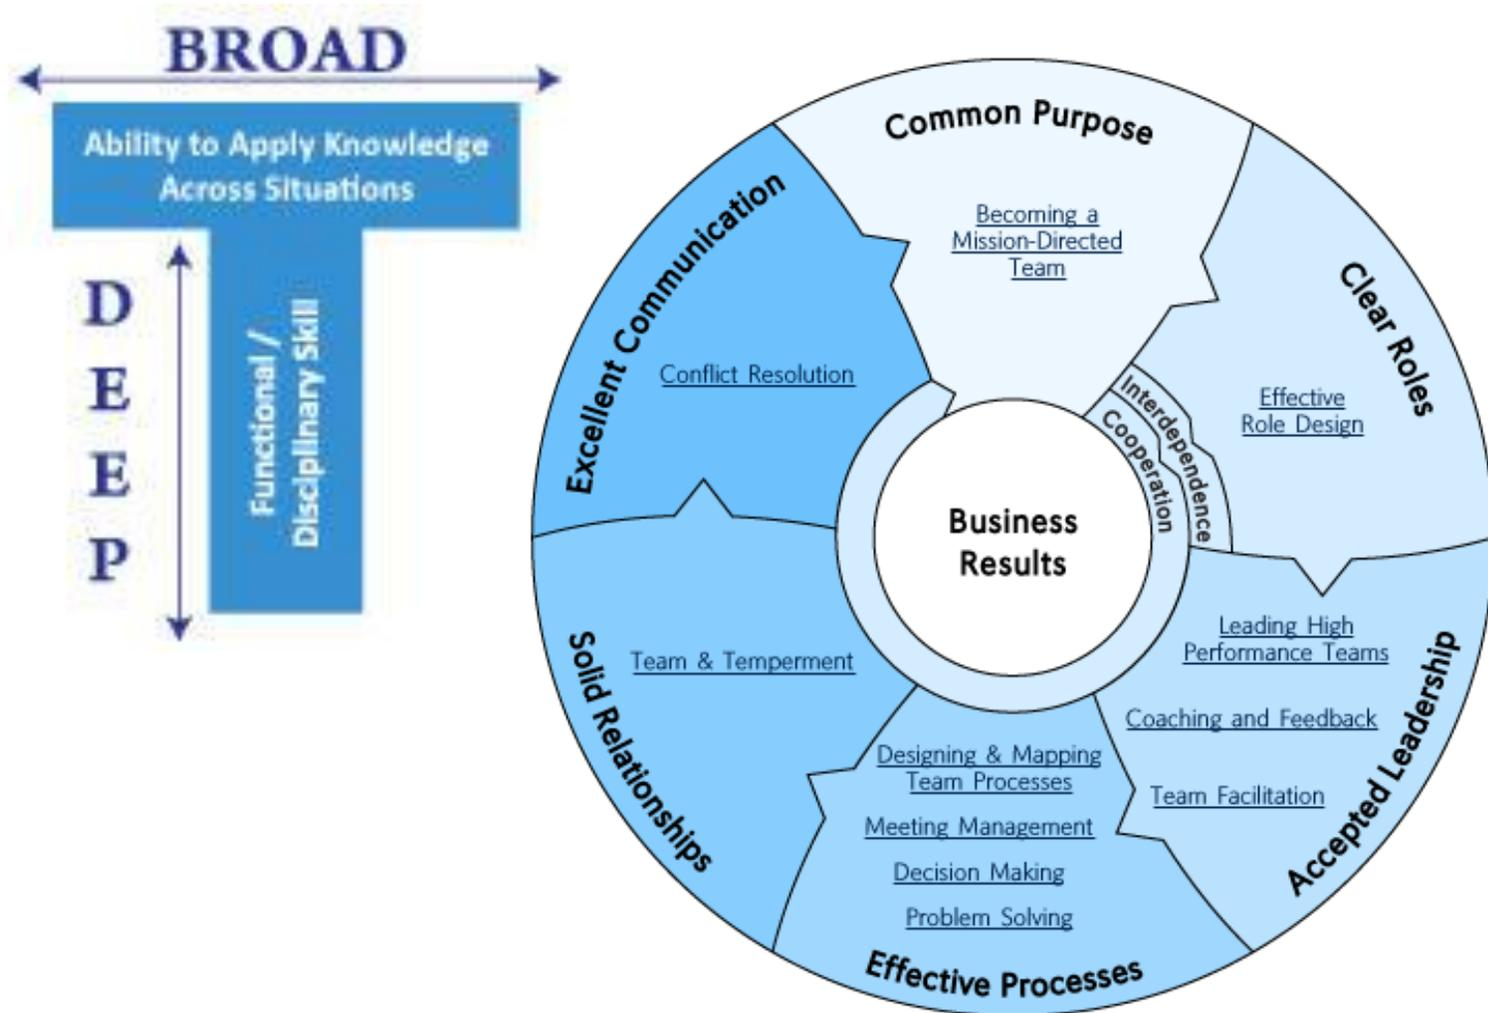 BROAD
Ability to Apply Knowledge
Across Situations
DEEP
Functional /
Disciplinary Skill
Common Purpose
Becoming a
Mission-Directed
Team
Clear Roles
Effective
Role Design
Interdependence
Cooperation
Business
Results
Accepted Leadership
Leading High
Performance Teams
Coaching and Feedback
Team Facilitation
Effective Processes
Designing & Mapping
Team Processes
Meeting Management
Decision Making
Problem Solving
Solid Relationships
Team & Temperment
Excellent Communication
Conflict Resolution